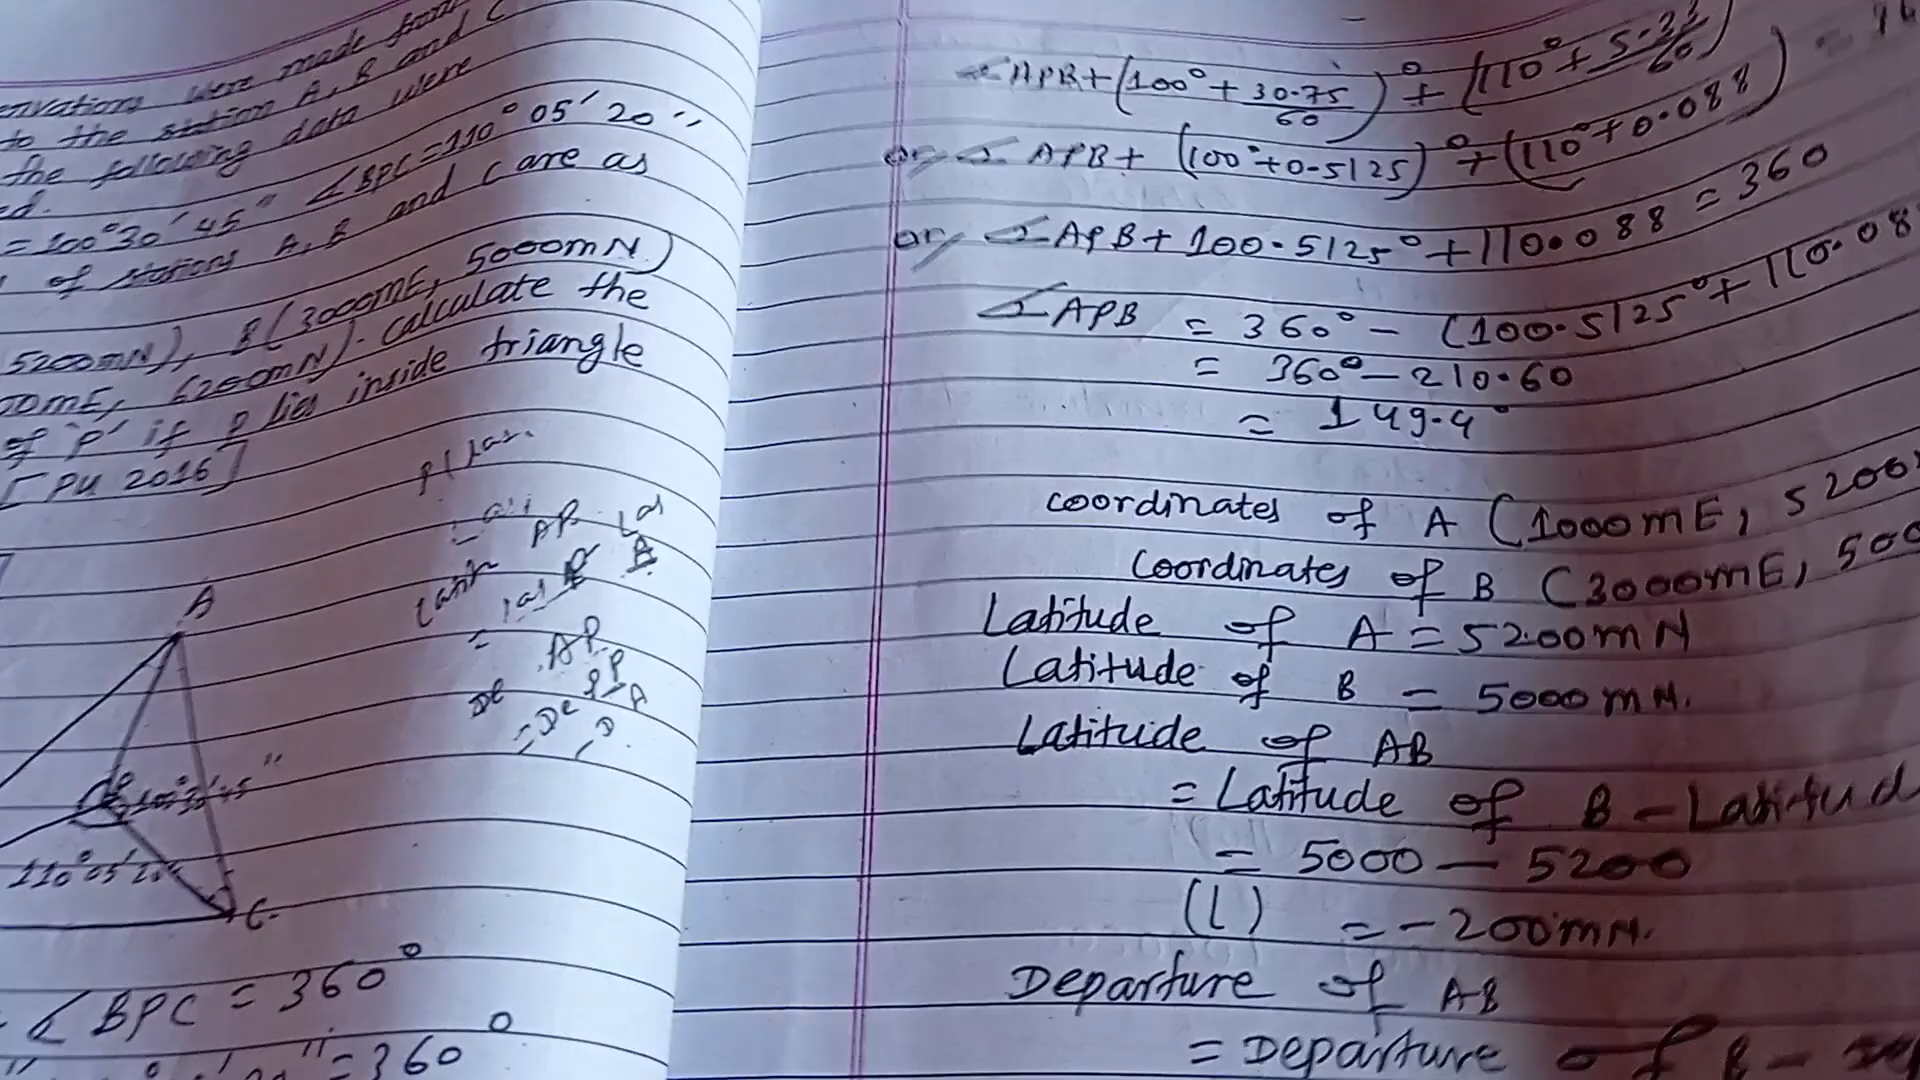 to the station A, B and C
the following data were
ed.
= 100°30'45" ∠BPC = 110°05'20"
of stations A, B and C are as
5200mN), B(3000mE, 5000mN)
00mE, 6200mN). Calculate the
of 'P' if P lies inside triangle
[PU 2016]
A
110°05'20"
C
∠BPC = 360°
" = 360°
∠APB + (100° + 30.75/60)° + (110° + 5.33/60)
or, ∠APB + (100° + 0.5125)° + (110° + 0.088)
or, ∠APB + 100.5125° + 110.088 = 360
∠APB = 360° - (100.5125° + 110.08
= 360° - 210.60
= 149.4°
coordinates of A (1000mE, 5200
Coordinates of B (3000mE, 500
Latitude of A = 5200mN
Latitude of B = 5000mN.
Latitude of AB
= Latitude of B - Latitud
= 5000 - 5200
(L) = -200mN.
Departure of AB
= Departure of B -